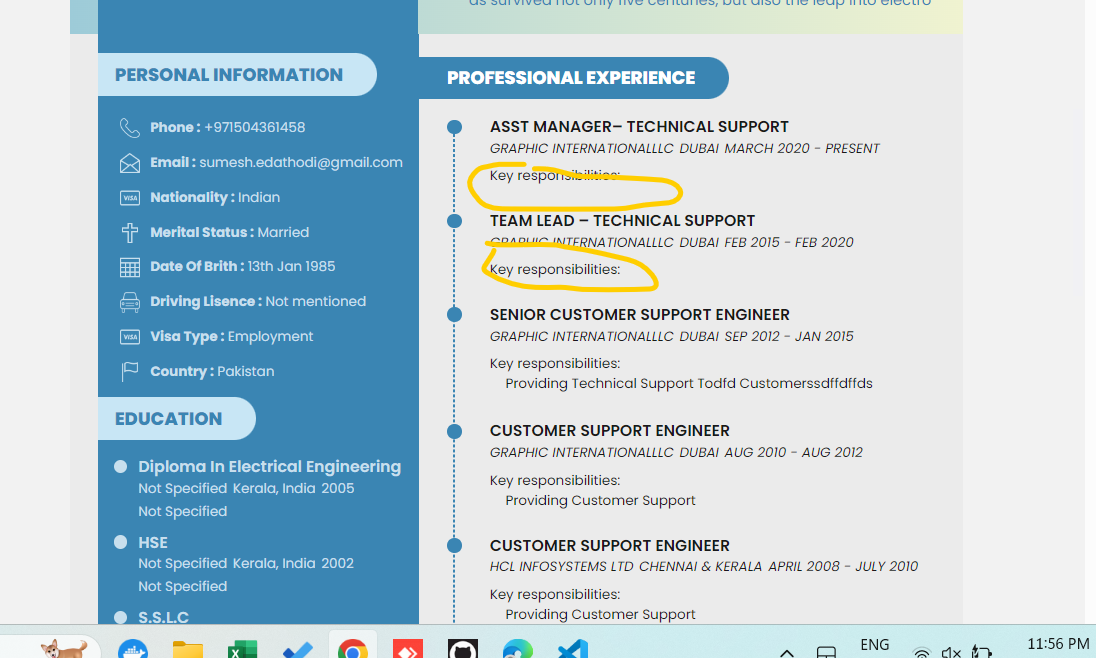 as survived not only five centuries, but also the leap into electro
PERSONAL INFORMATION
Phone : +971504361458
Email : sumesh.edathodi@gmail.com
VISA Nationality : Indian
Merital Status : Married
Date Of Brith : 13th Jan 1985
Driving Lisence : Not mentioned
VISA Visa Type : Employment
Country : Pakistan
EDUCATION
Diploma In Electrical Engineering
Not Specified Kerala, India 2005
Not Specified
HSE
Not Specified Kerala, India 2002
Not Specified
S.S.L.C
PROFESSIONAL EXPERIENCE
ASST MANAGER– TECHNICAL SUPPORT
GRAPHIC INTERNATIONALLLC DUBAI MARCH 2020 - PRESENT
Key responsibilities:
TEAM LEAD – TECHNICAL SUPPORT
GRAPHIC INTERNATIONALLLC DUBAI FEB 2015 - FEB 2020
Key responsibilities:
SENIOR CUSTOMER SUPPORT ENGINEER
GRAPHIC INTERNATIONALLLC DUBAI SEP 2012 - JAN 2015
Key responsibilities:
Providing Technical Support Todfd Customerssdffdffds
CUSTOMER SUPPORT ENGINEER
GRAPHIC INTERNATIONALLLC DUBAI AUG 2010 - AUG 2012
Key responsibilities:
Providing Customer Support
CUSTOMER SUPPORT ENGINEER
HCL INFOSYSTEMS LTD CHENNAI & KERALA APRIL 2008 - JULY 2010
Key responsibilities:
Providing Customer Support
ENG
11:56 PM